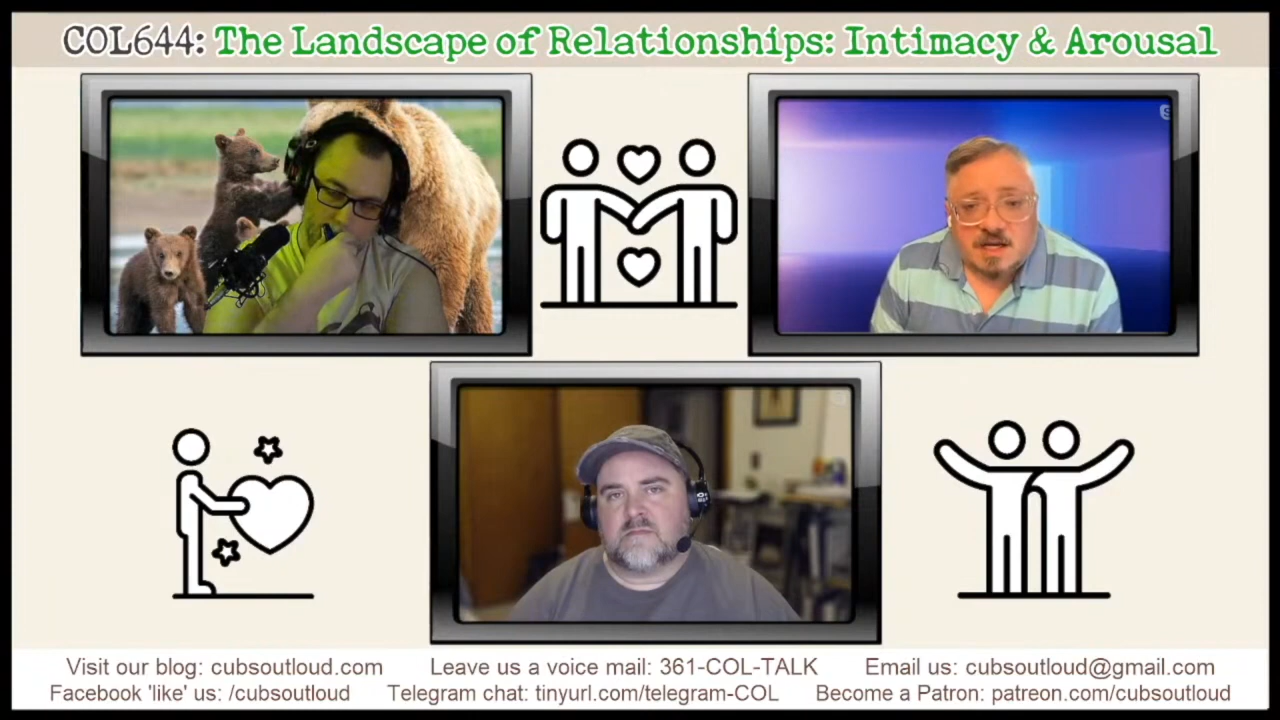 COL644: The Landscape of Relationships: Intimacy & Arousal
Visit our blog: cubsoutloud.com Leave us a voice mail: 361-COL-TALK Email us: cubsoutloud@gmail.com
Facebook 'like' us: /cubsoutloud Telegram chat: tinyurl.com/telegram-COL Become a Patron: patreon.com/cubsoutloud